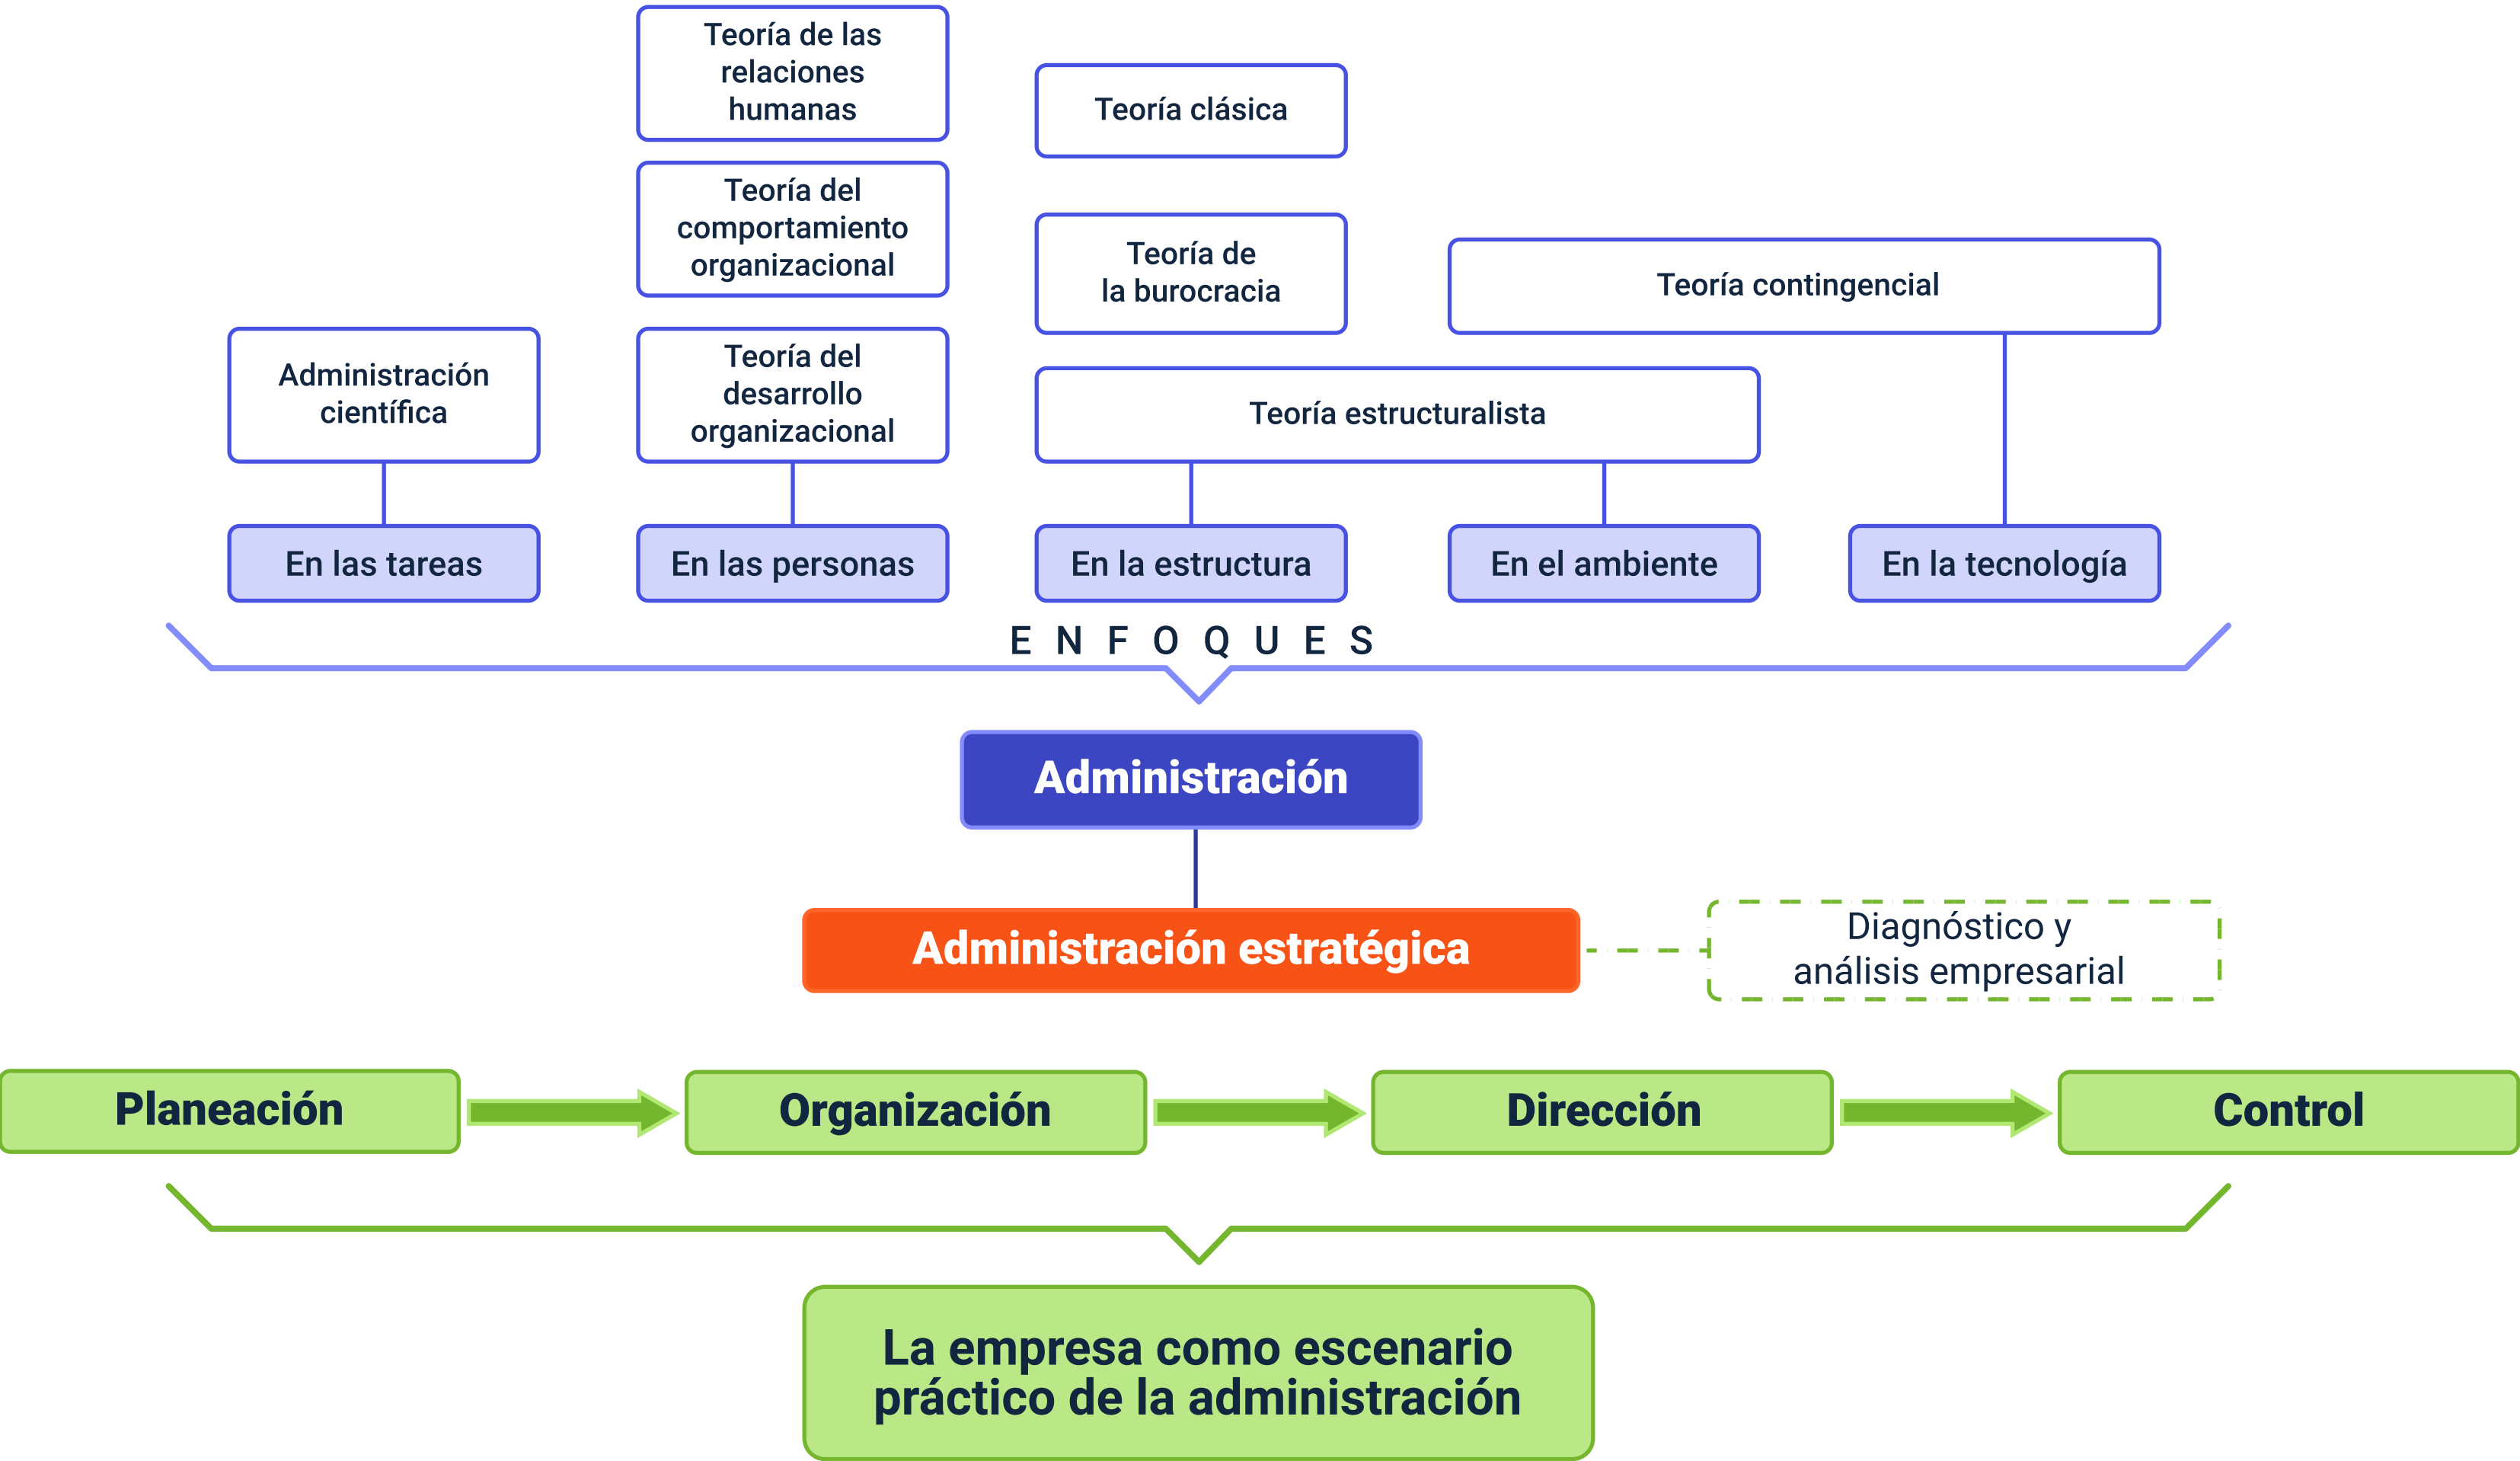 Teoría de las
relaciones
humanas
Teoría clásica
Teoría del
comportamiento
organizacional
Teoría de
la burocracia
Teoría contingencial
Administración
científica
Teoría del
desarrollo
organizacional
Teoría estructuralista
En las tareas
En las personas
En la estructura
En el ambiente
En la tecnología
ENFOQUES
Administración
Administración estratégica
Diagnóstico y
análisis empresarial
Planeación
Organización
Dirección
Control
La empresa como escenario
práctico de la administración